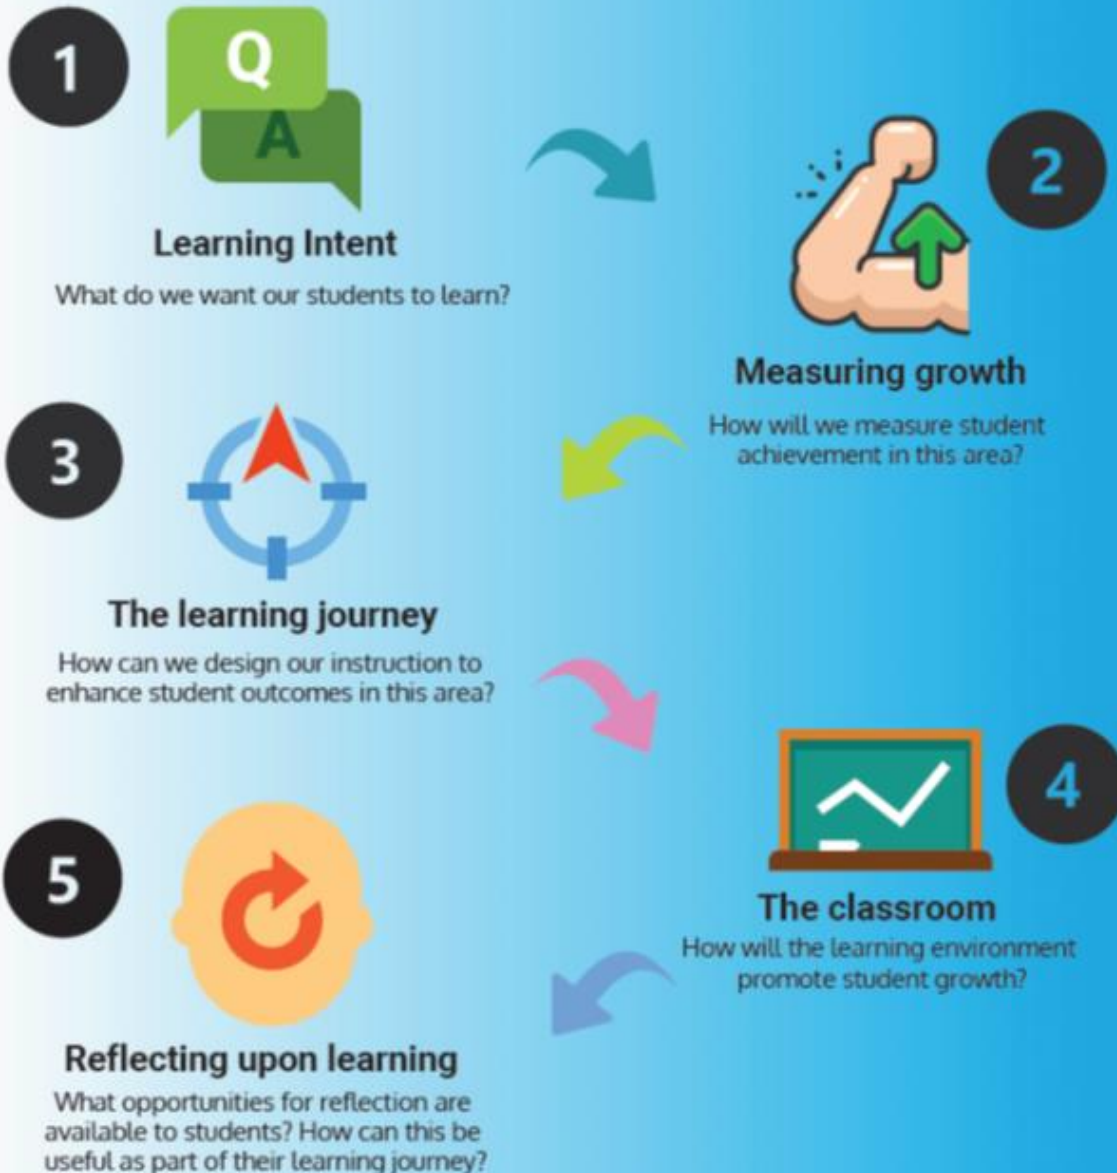 1
Q
A
Learning Intent
What do we want our students to learn?
2
Measuring growth
How will we measure student
achievement in this area?
3
The learning journey
How can we design our instruction to
enhance student outcomes in this area?
4
The classroom
How will the learning environment
promote student growth?
5
Reflecting upon learning
What opportunities for reflection are
available to students? How can this be
useful as part of their learning journey?